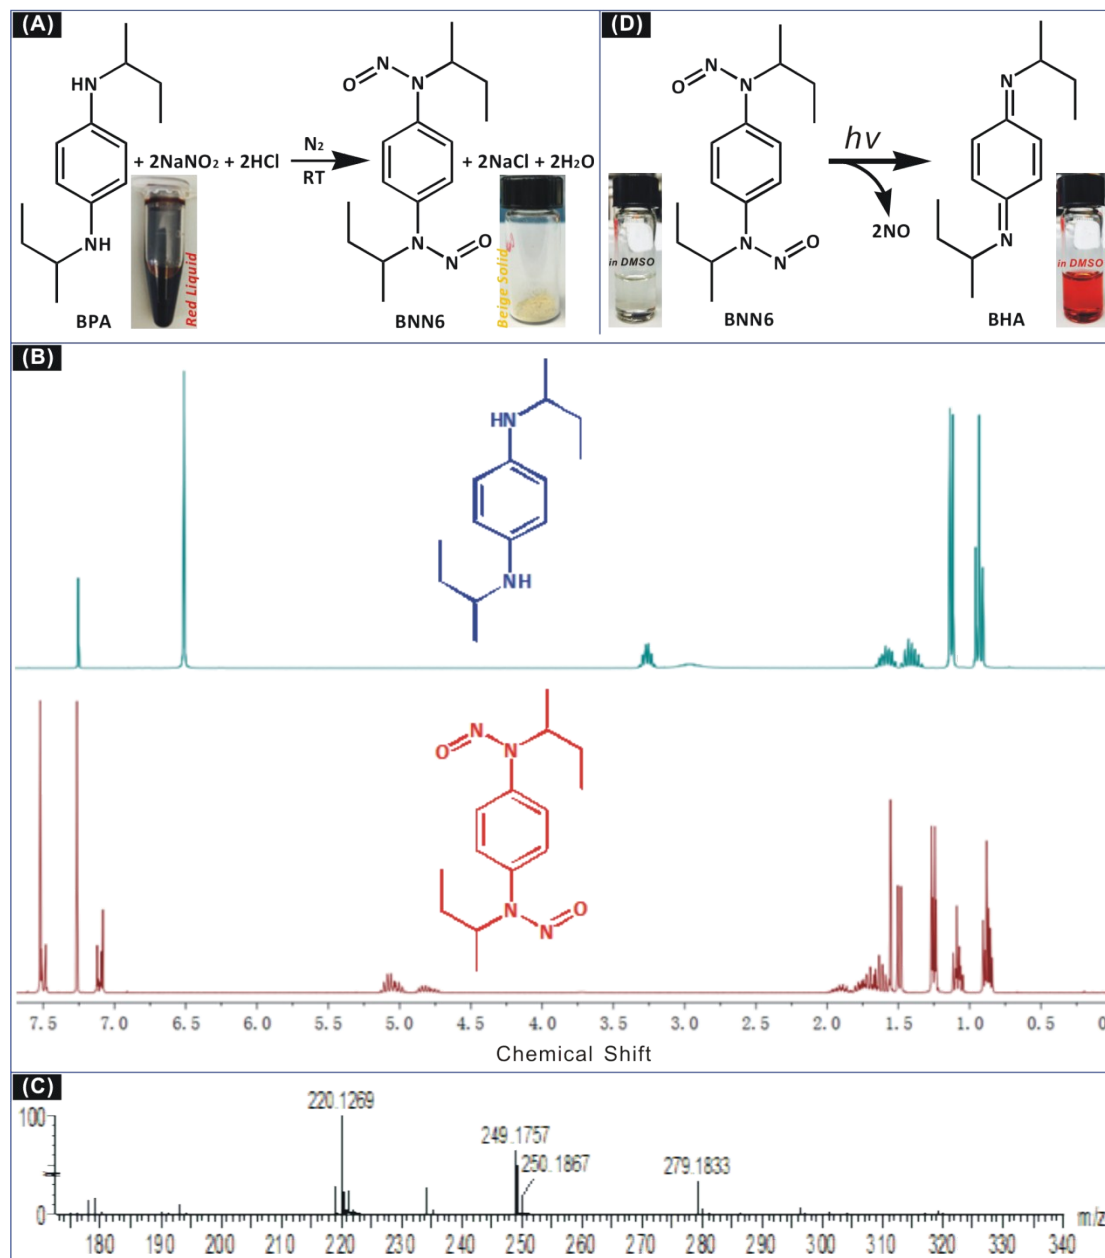 (A)
HN
NH
BPA
+ 2NaNO₂ + 2HCl
N₂
RT
Red Liquid
O
N
N
N
N
O
BNN6
+ 2NaCl + 2H₂O
Beige Solid
(D)
O
N
N
N
N
O
in DMSO
BNN6
hv
2NO
N
N
in DMSO
BHA
(B)
HN
NH
O
N
N
N
N
O
7.5 7.0 6.5 5.5 5.0 4.5 4.0 3.5 3.0 2.5 2.0 1.5 1.0 0.5 0
Chemical Shift
(C)
100
0
220.1269
249.1757
250.1867
279.1833
180 190 200 210 220 230 240 250 260 270 280 290 300 310 320 330 340 m/z